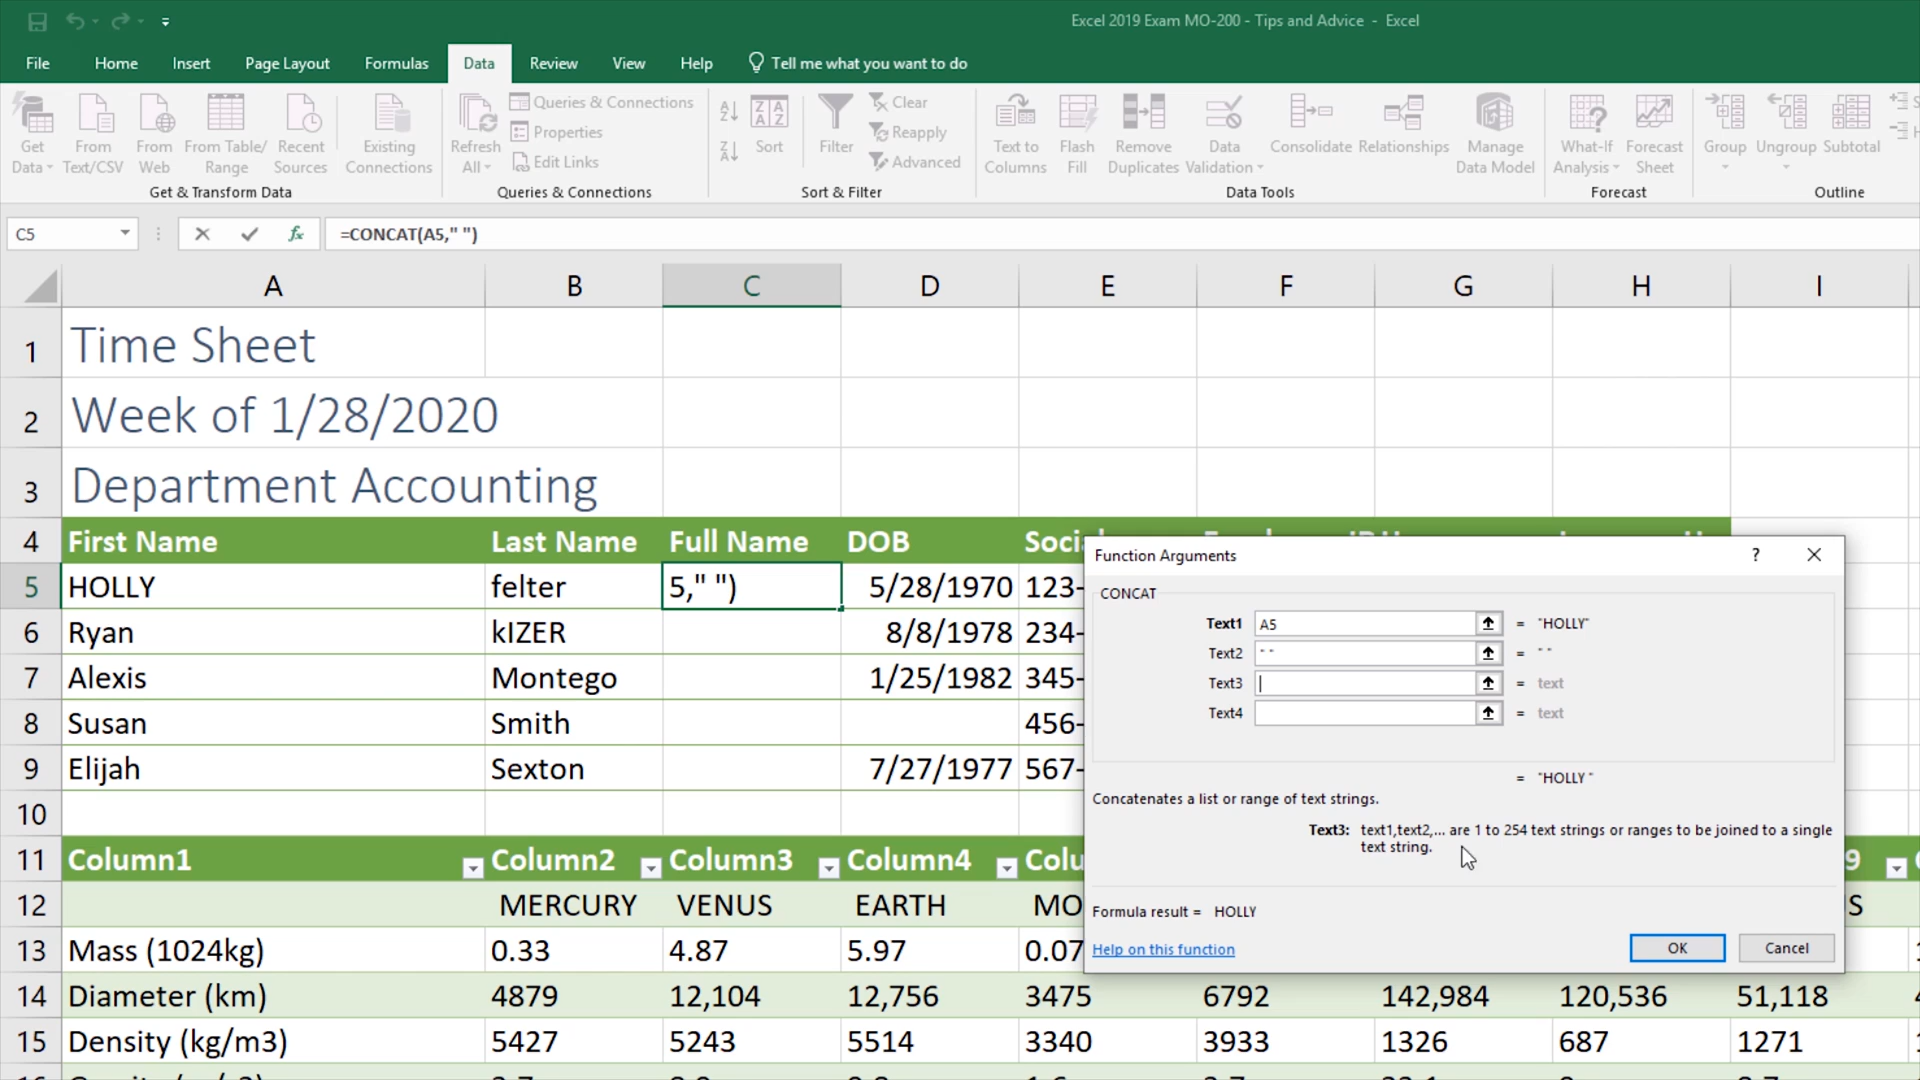 Excel 2019 Exam MO-200 - Tips and Advice - Excel
File Home Insert Page Layout Formulas Data Review View Help Tell me what you want to do
Get Data From Text/CSV From Web From Table/ Range Recent Sources Existing Connections
Get & Transform Data
Refresh All Queries & Connections Properties Edit Links
Queries & Connections
Sort Filter Clear Reapply Advanced
Sort & Filter
Text to Columns Flash Fill Remove Duplicates Data Validation Consolidate Relationships Manage Data Model
Data Tools
What-If Analysis Forecast Sheet
Forecast
Group Ungroup Subtotal
Outline
C5 fx =CONCAT(A5," ")
A B C D E F G H I
1 Time Sheet
2 Week of 1/28/2020
3 Department Accounting
4 First Name Last Name Full Name DOB
5 HOLLY felter 5," ") 5/28/1970 123-
6 Ryan kIZER 8/8/1978 234-
7 Alexis Montego 1/25/1982 345-
8 Susan Smith 456-
9 Elijah Sexton 7/27/1977 567-
10
11 Column1 Column2 Column3 Column4 Colu 9
12 MERCURY VENUS EARTH MO S
13 Mass (1024kg) 0.33 4.87 5.97 0.07
14 Diameter (km) 4879 12,104 12,756 3475 6792 142,984 120,536 51,118
15 Density (kg/m3) 5427 5243 5514 3340 3933 1326 687 1271
Function Arguments ?
CONCAT
Text1 A5 = "HOLLY"
Text2 " " = " "
Text3 = text
Text4 = text
= "HOLLY "
Concatenates a list or range of text strings.
Text3: text1,text2,... are 1 to 254 text strings or ranges to be joined to a single
text string.
Formula result = HOLLY
Help on this function OK Cancel